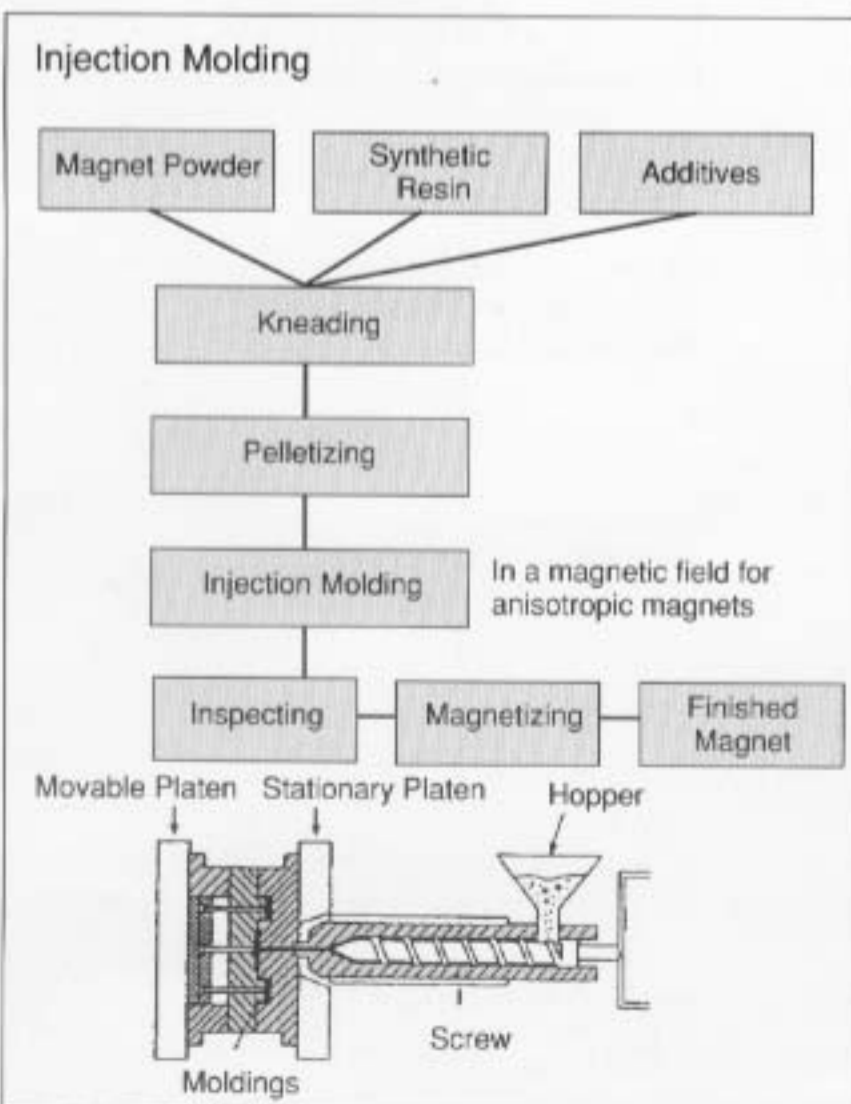 Injection Molding
Magnet Powder
Synthetic
Resin
Additives
Kneading
Pelletizing
Injection Molding
In a magnetic field for
anisotropic magnets
Inspecting
Magnetizing
Finished
Magnet
Movable Platen
Stationary Platen
Hopper
Screw
Moldings